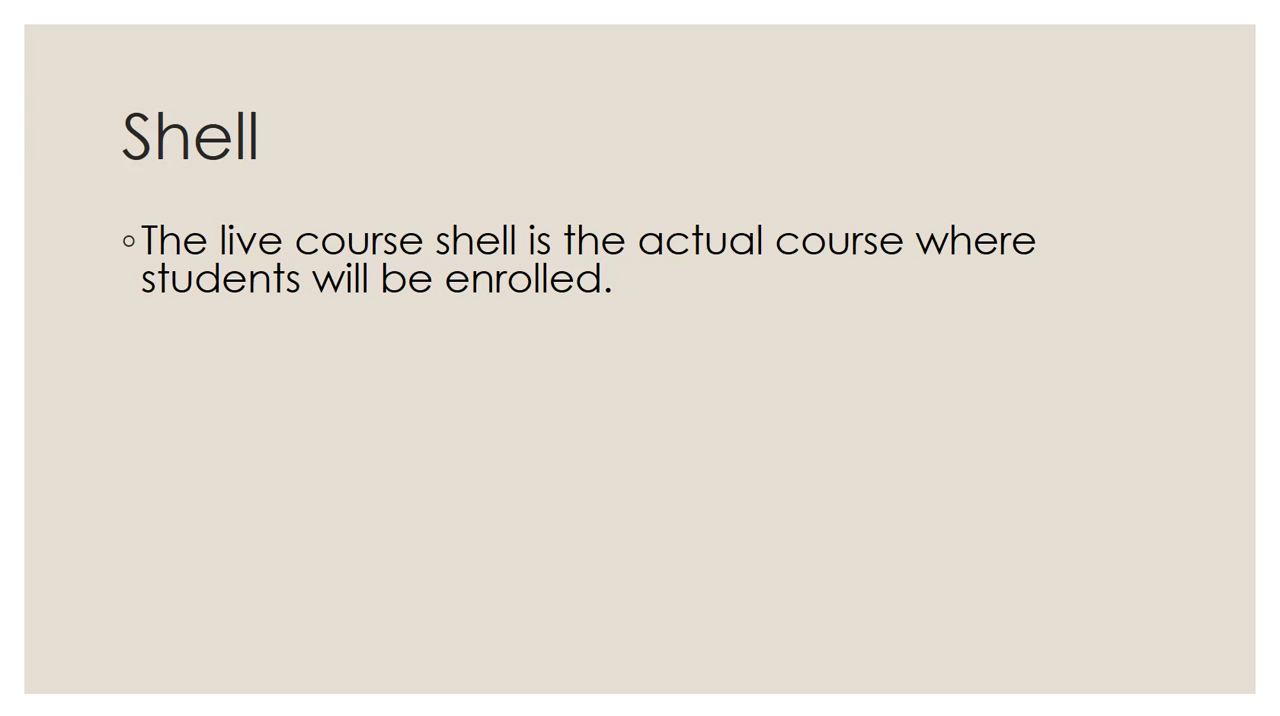 Shell
◦The live course shell is the actual course where
students will be enrolled.